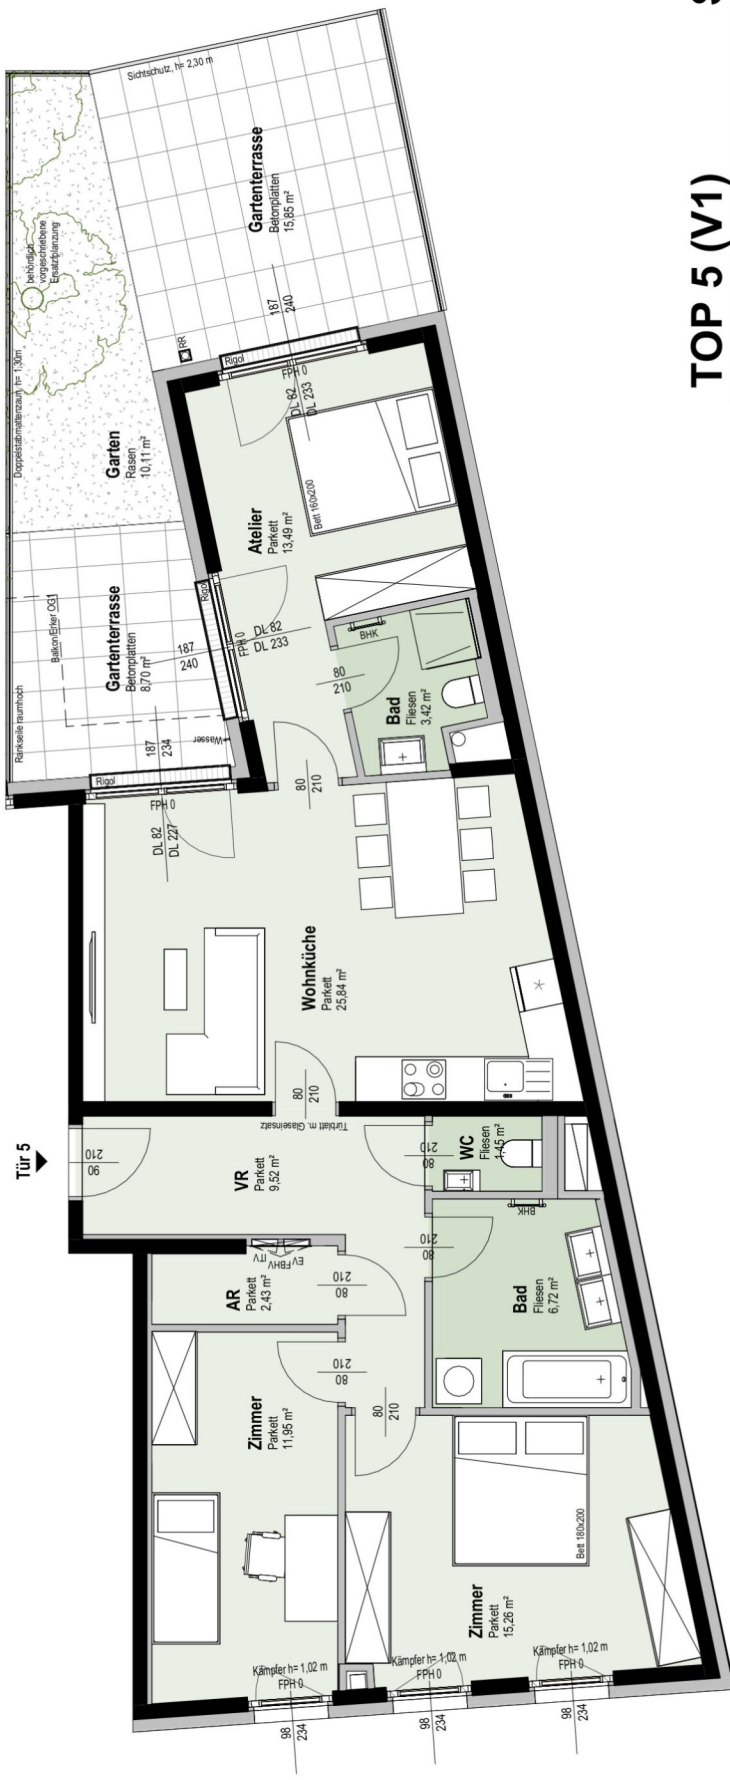 TOP 5 (V1)
Tür 5
Sichtschutz, h= 2,30 m
Gartenterrasse
Betonplatten
15,85 m²
behördlich
vorgeschriebene
Ersatzpflanzung
Doppelstabmattenzaun, h= 1,30m
Garten
Rasen
10,11 m²
RR
Rigol
187
240
FPH 0
DL 82
DL 233
Bett 160x200
Atelier
Parkett
13,49 m²
Gartenterrasse
Betonplatten
8,70 m²
Balkon/Erker OG1
Rankseile raumhoch
Rigol
187
240
FPH 0
DL 82
DL 233
Wasser
187
234
Rigol
FPH 0
DL 82
DL 227
BHK
80
210
Bad
Fliesen
3,42 m²
80
210
Wohnküche
Parkett
25,84 m²
80
210
Türblatt m. Glaseinsatz
90
210
VR
Parkett
9,52 m²
WC
Fliesen
1,45 m²
80
210
BHK
80
210
Bad
Fliesen
6,72 m²
ITV
EV FBHV
AR
Parkett
2,43 m²
80
210
80
210
80
210
Zimmer
Parkett
11,95 m²
Zimmer
Parkett
15,26 m²
Bett 180x200
Kämpfer h= 1,02 m
FPH 0
98
234
Kämpfer h= 1,02 m
FPH 0
98
234
Kämpfer h= 1,02 m
FPH 0
98
234